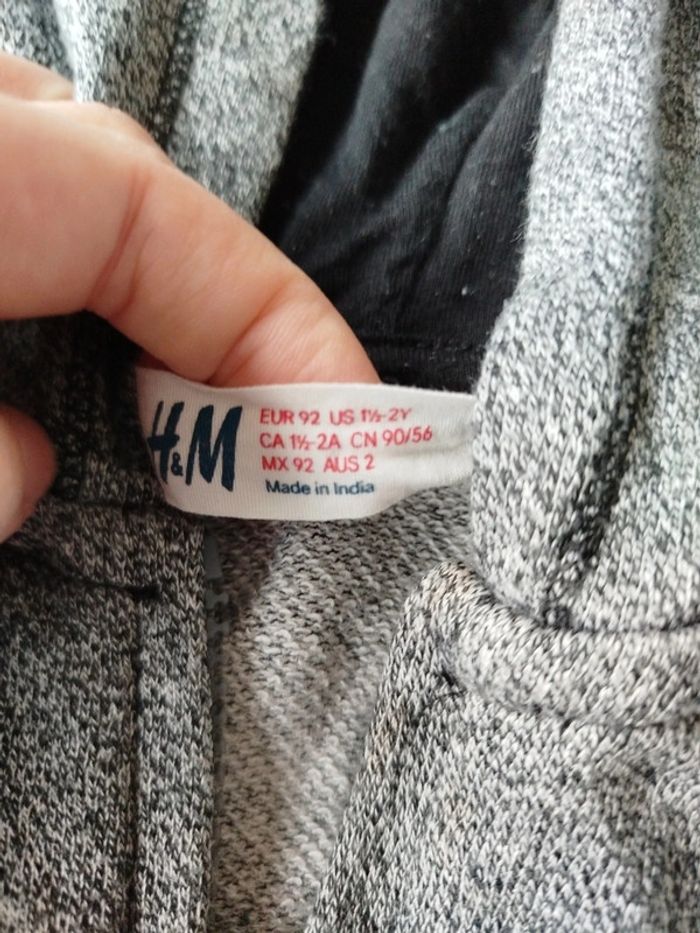 H&M
EUR 92 US 1½-2Y
CA 1½-2A CN 90/56
MX 92 AUS 2
Made in India